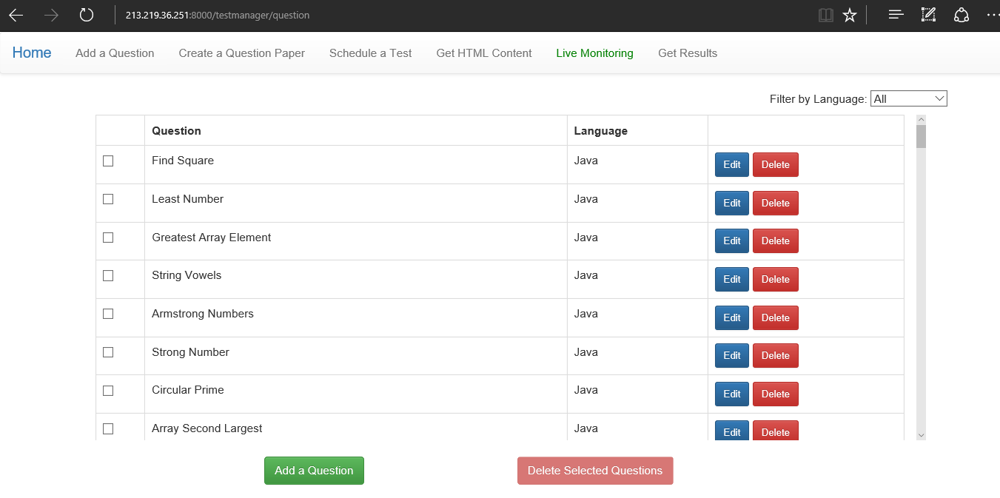 213.219.36.251:8000/testmanager/question
Home Add a Question Create a Question Paper Schedule a Test Get HTML Content Live Monitoring Get Results
Filter by Language: All
Question Language
Find Square Java Edit Delete
Least Number Java Edit Delete
Greatest Array Element Java Edit Delete
String Vowels Java Edit Delete
Armstrong Numbers Java Edit Delete
Strong Number Java Edit Delete
Circular Prime Java Edit Delete
Array Second Largest Java Edit Delete
Add a Question Delete Selected Questions